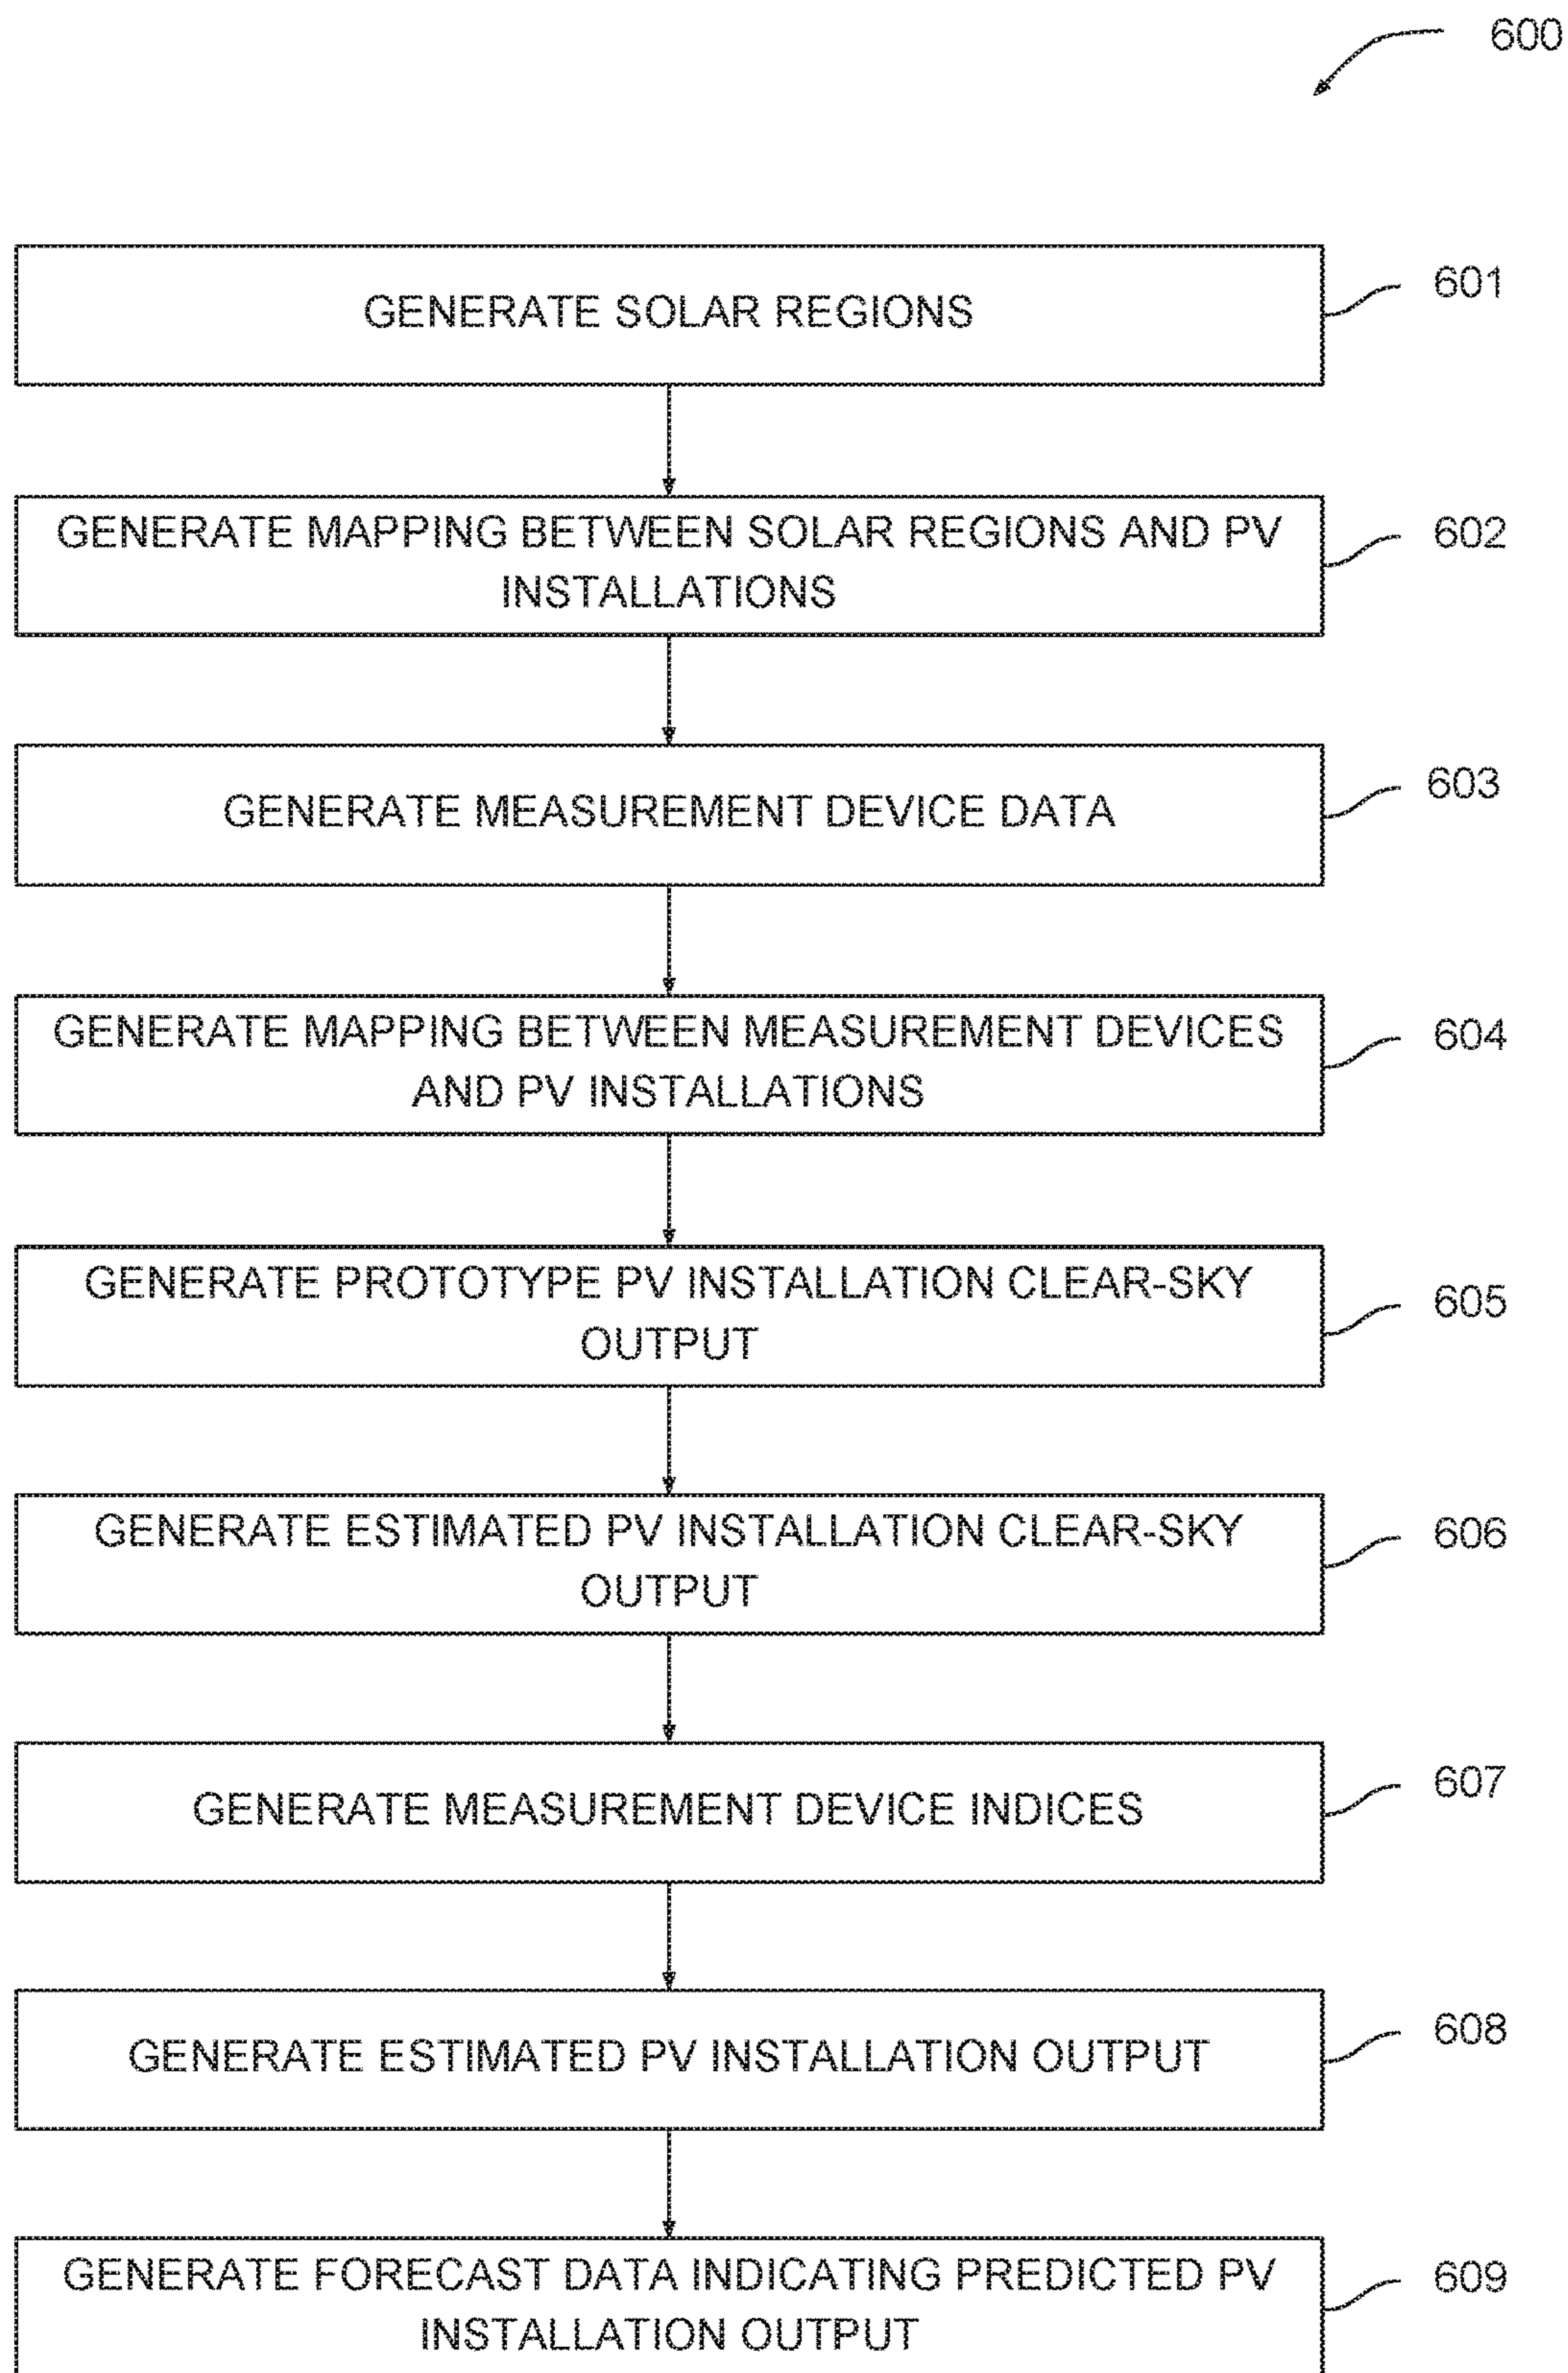 600
GENERATE SOLAR REGIONS
601
GENERATE MAPPING BETWEEN SOLAR REGIONS AND PV
INSTALLATIONS
602
GENERATE MEASUREMENT DEVICE DATA
603
GENERATE MAPPING BETWEEN MEASUREMENT DEVICES
AND PV INSTALLATIONS
604
GENERATE PROTOTYPE PV INSTALLATION CLEAR-SKY
OUTPUT
605
GENERATE ESTIMATED PV INSTALLATION CLEAR-SKY
OUTPUT
606
GENERATE MEASUREMENT DEVICE INDICES
607
GENERATE ESTIMATED PV INSTALLATION OUTPUT
608
GENERATE FORECAST DATA INDICATING PREDICTED PV
INSTALLATION OUTPUT
609